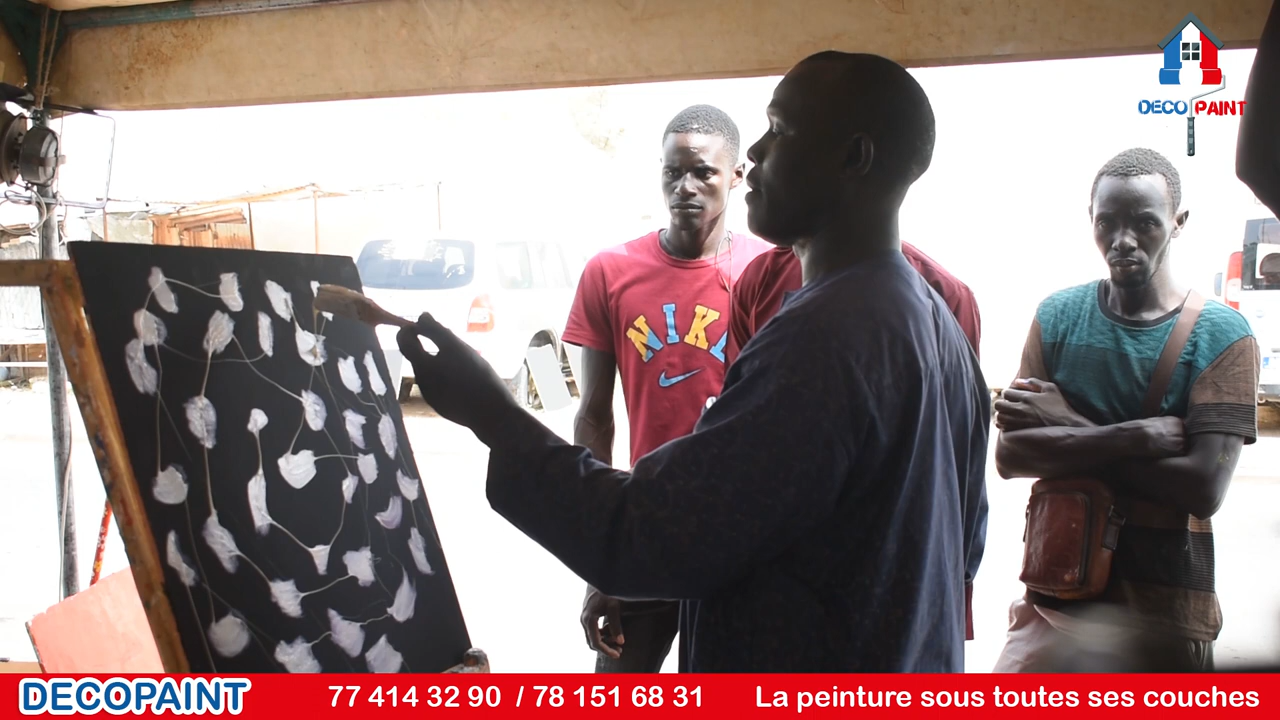 DECO PAINT
NIKE
DECOPAINT
77 414 32 90 / 78 151 68 31
La peinture sous toutes ses couches